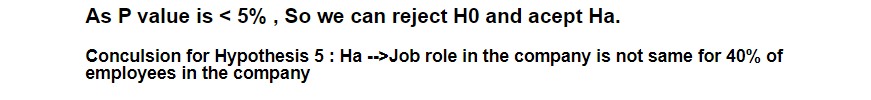 As P value is < 5% , So we can reject H0 and acept Ha.
Conculsion for Hypothesis 5 : Ha -->Job role in the company is not same for 40% of
employees in the company